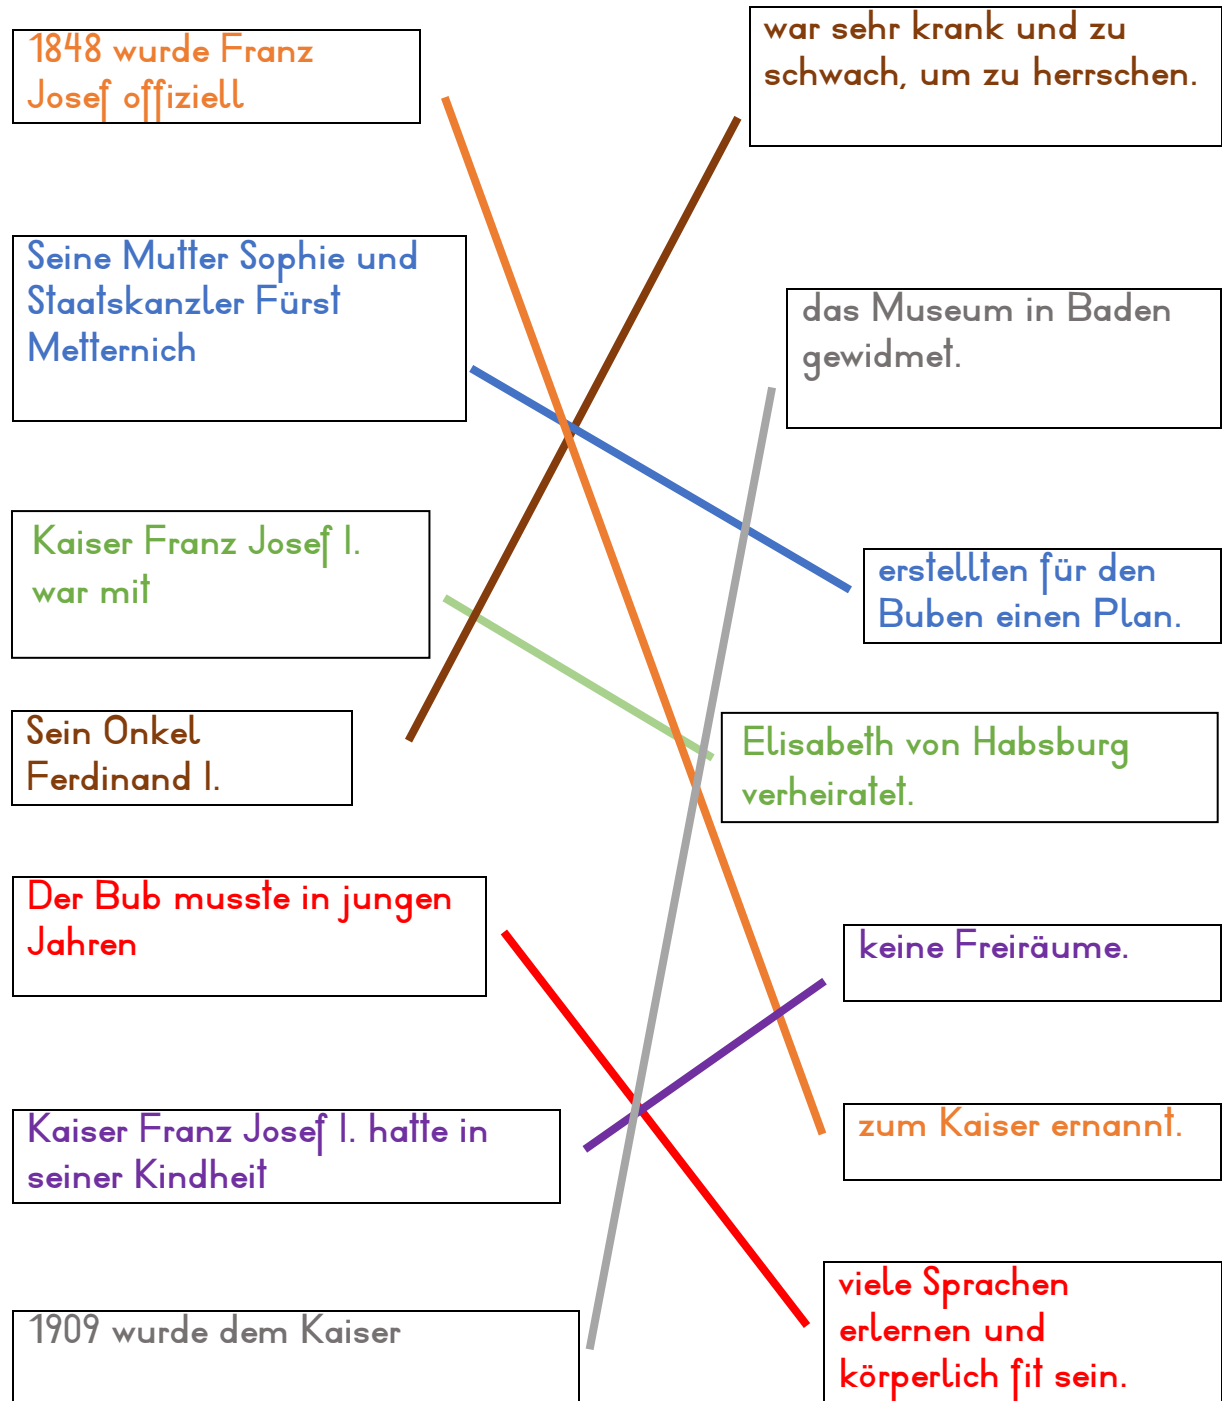 1848 wurde Franz
Josef offiziell
Seine Mutter Sophie und
Staatskanzler Fürst
Metternich
Kaiser Franz Josef I.
war mit
Sein Onkel
Ferdinand I.
Der Bub musste in jungen
Jahren
Kaiser Franz Josef I. hatte in
seiner Kindheit
1909 wurde dem Kaiser
war sehr krank und zu
schwach, um zu herrschen.
das Museum in Baden
gewidmet.
erstellten für den
Buben einen Plan.
Elisabeth von Habsburg
verheiratet.
keine Freiräume.
zum Kaiser ernannt.
viele Sprachen
erlernen und
körperlich fit sein.